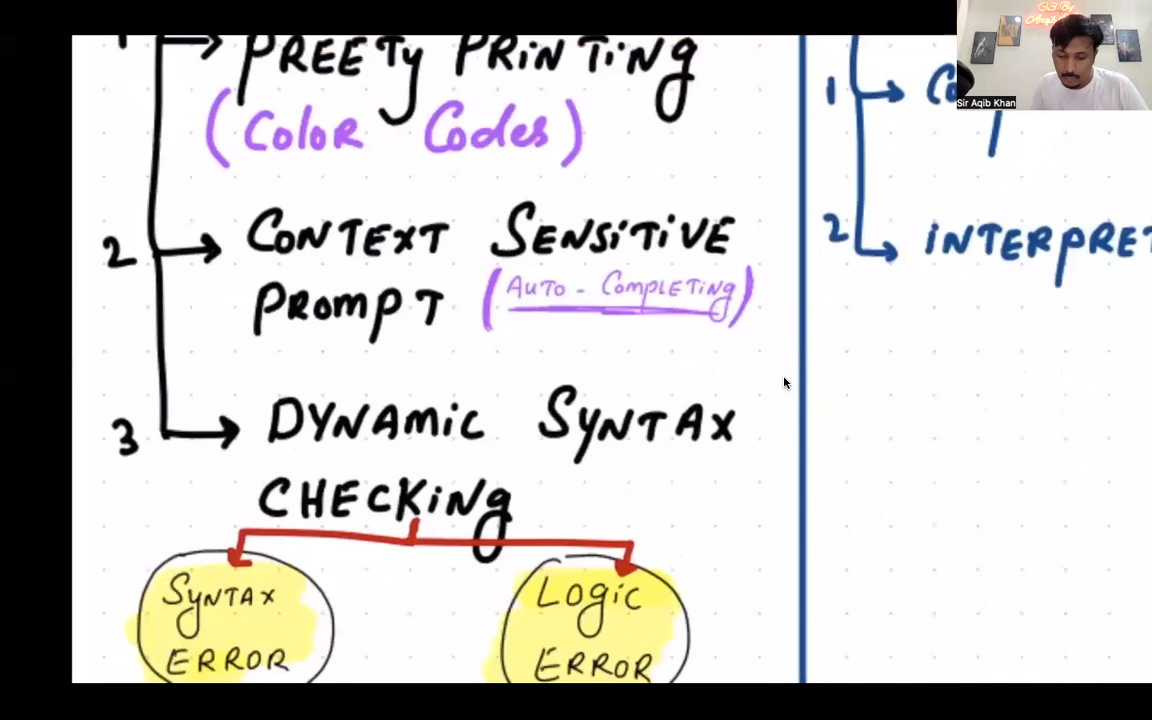 PREETY PRINTING
(COLOR CODES)
2 CONTEXT SENSITIVE
PROMPT (AUTO - COMPLETING)
3 DYNAMIC SYNTAX
CHECKING
SYNTAX
ERROR
LOGIC
ERROR
1
2 INTERPRET
Sir Aqib Khan